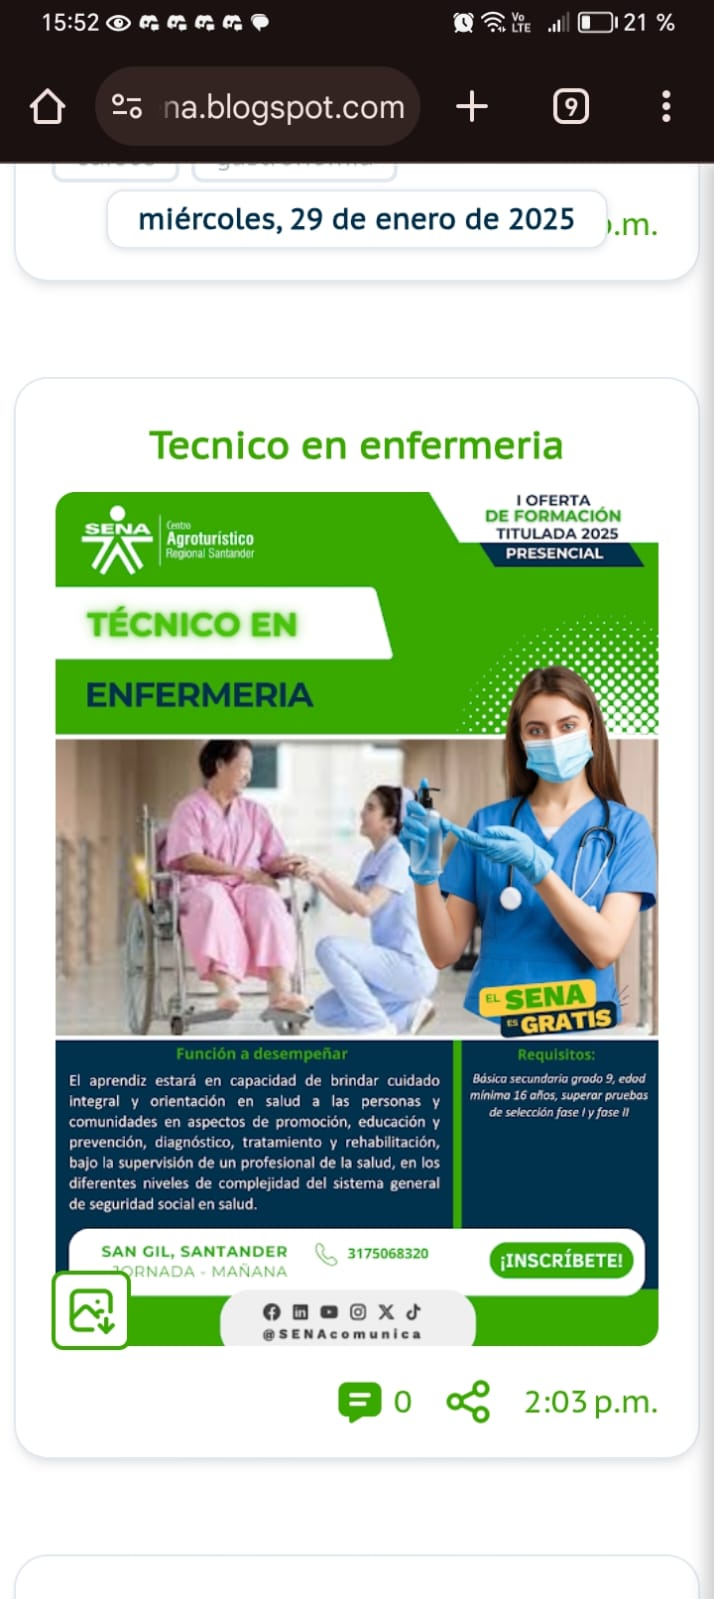 15:52
Vo
LTE
21 %
na.blogspot.com
9
miércoles, 29 de enero de 2025
p.m.
Tecnico en enfermeria
SENA
Centro
Agroturístico
Regional Santander
I OFERTA
DE FORMACIÓN
TITULADA 2025
PRESENCIAL
TÉCNICO EN
ENFERMERIA
EL SENA
ES GRATIS
Función a desempeñar
El aprendiz estará en capacidad de brindar cuidado
integral y orientación en salud a las personas y
comunidades en aspectos de promoción, educación y
prevención, diagnóstico, tratamiento y rehabilitación,
bajo la supervisión de un profesional de la salud, en los
diferentes niveles de complejidad del sistema general
de seguridad social en salud.
Requisitos:
Básica secundaria grado 9, edad
mínima 16 años, superar pruebas
de selección fase I y fase II
SAN GIL, SANTANDER
JORNADA - MAÑANA
3175068320
¡INSCRÍBETE!
@SENAcomunica
0
2:03 p.m.